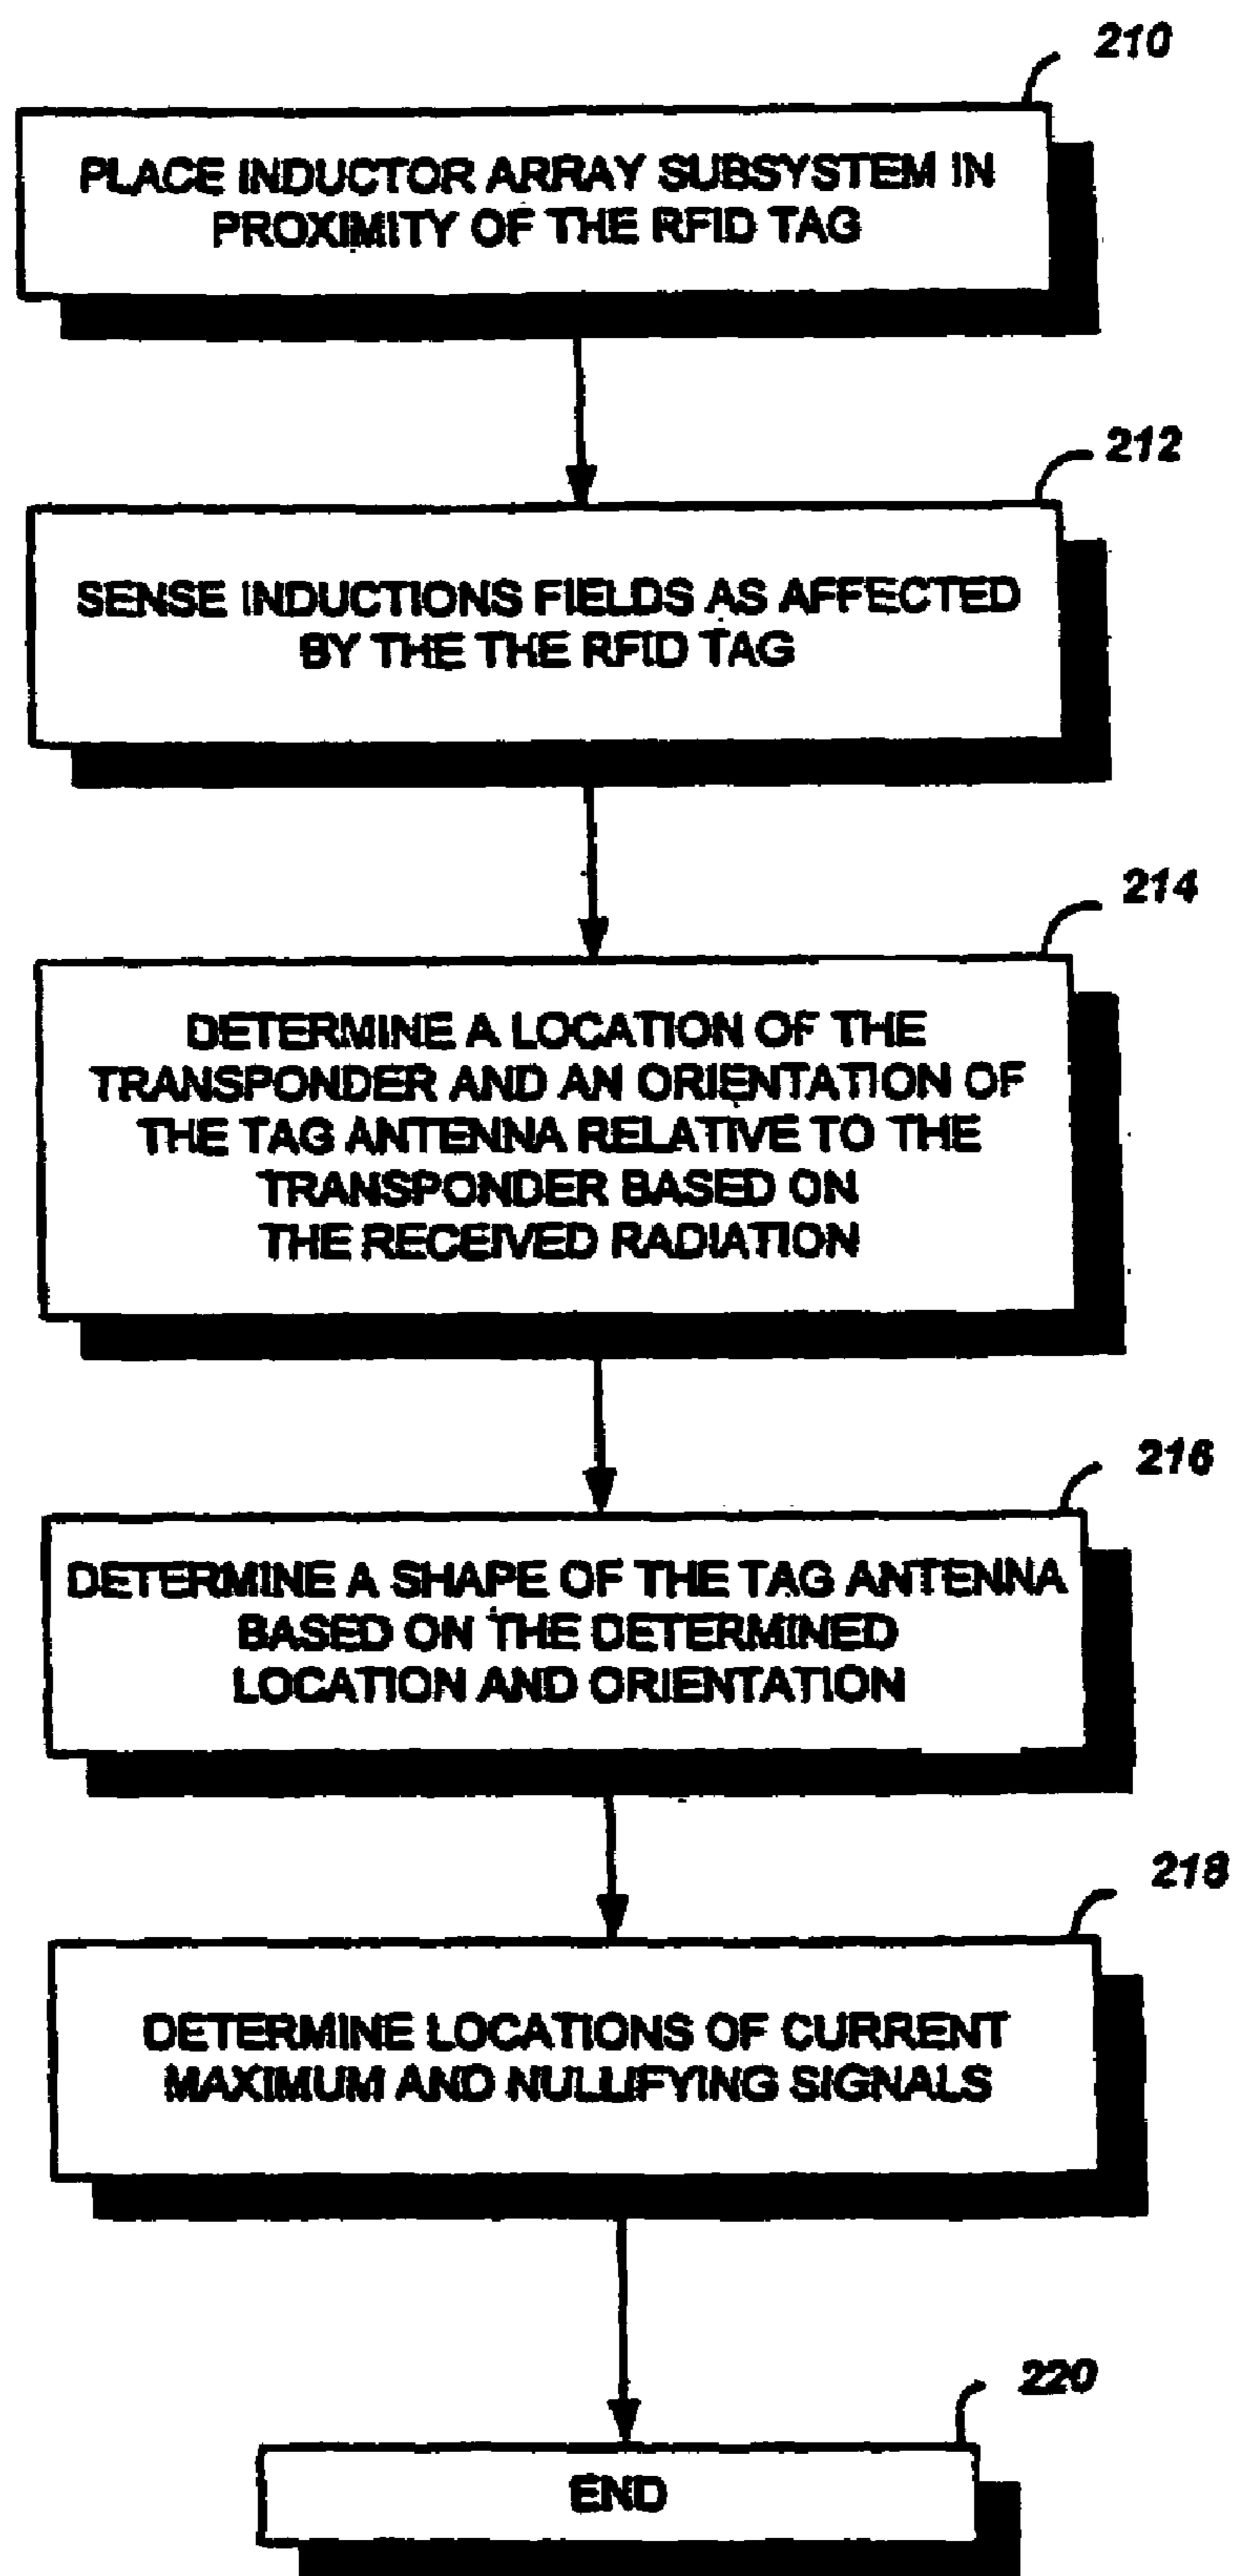 210
PLACE INDUCTOR ARRAY SUBSYSTEM IN
PROXIMITY OF THE RFID TAG
212
SENSE INDUCTIONS FIELDS AS AFFECTED
BY THE THE RFID TAG
214
DETERMINE A LOCATION OF THE
TRANSPONDER AND AN ORIENTATION OF
THE TAG ANTENNA RELATIVE TO THE
TRANSPONDER BASED ON
THE RECEIVED RADIATION
216
DETERMINE A SHAPE OF THE TAG ANTENNA
BASED ON THE DETERMINED
LOCATION AND ORIENTATION
218
DETERMINE LOCATIONS OF CURRENT
MAXIMUM AND NULLIFYING SIGNALS
220
END